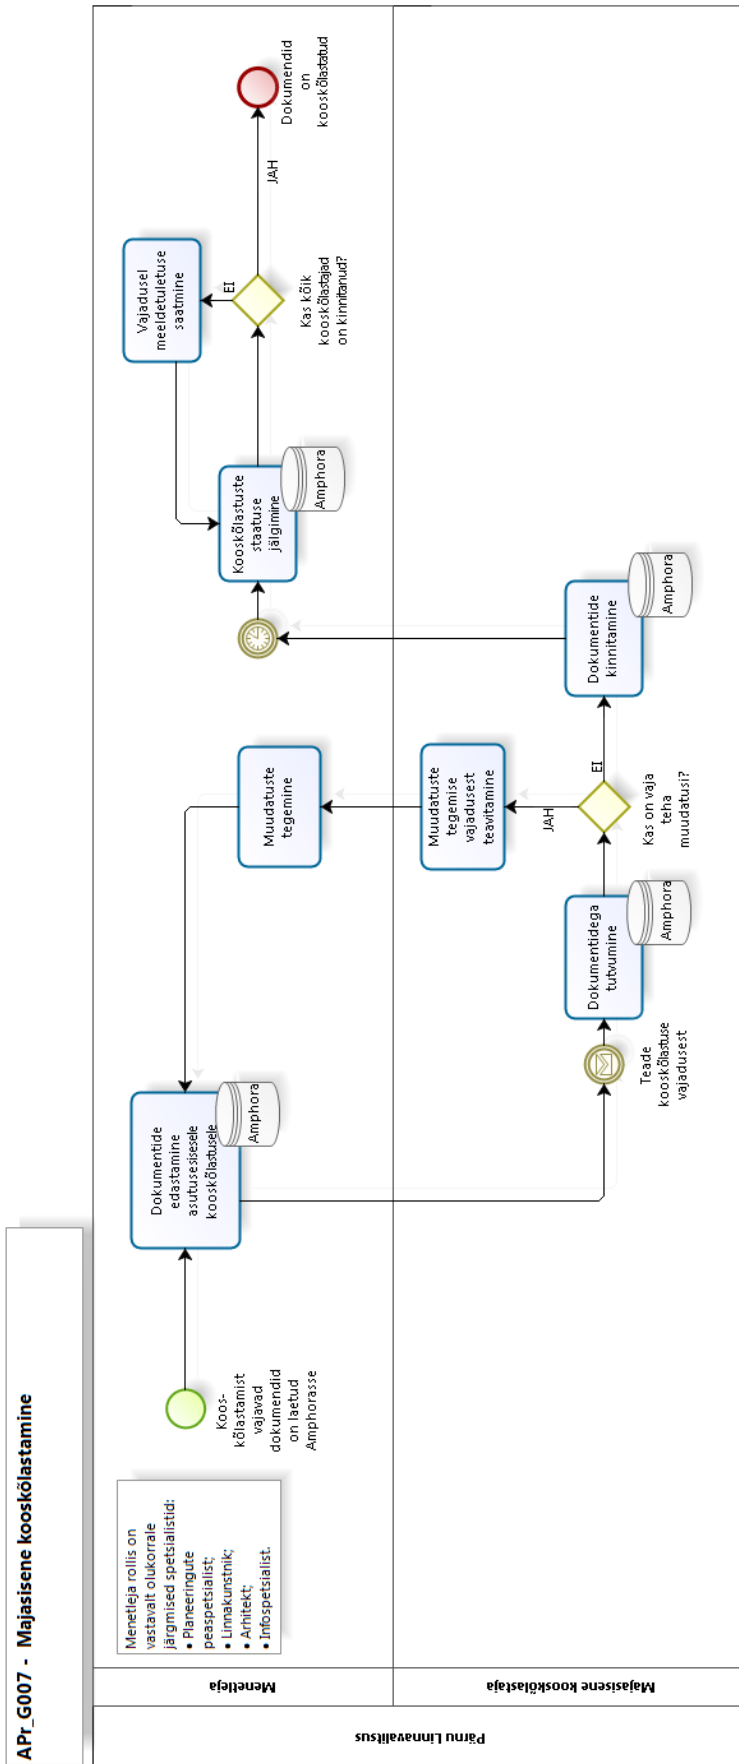 APr_G007 - Majasisene kooskõlastamine
Pärnu Linnavalitsus
Menetleja
Majasisene kooskõlastaja
Menetleja rollis on
vastavalt olukorrale
järgmised spetsialistid:
• Planeeringute
peaspetsialist;
• Linnakunstnik;
• Arhitekt;
• Infospetsialist.
Koos-
kõlastamist
vajavad
dokumendid
on laetud
Amphorasse
Dokumentide
edastamine
asutusesisesele
kooskõlastusele
Amphora
Teade
kooskõlastuse
vajadusest
Dokumentidega
tutvumine
Amphora
Kas on vaja
teha
muudatusi?
JAH
EI
Muudatuste
tegemise
vajadusest
teavitamine
Muudatuste
tegemine
Dokumentide
kinnitamine
Amphora
Kooskõlastuste
staatuse
jälgimine
Amphora
Kas kõik
kooskõlastajad
on kinnitanud?
EI
JAH
Vajadusel
meeldetuletuse
saatmine
Dokumendid
on
kooskõlastatud